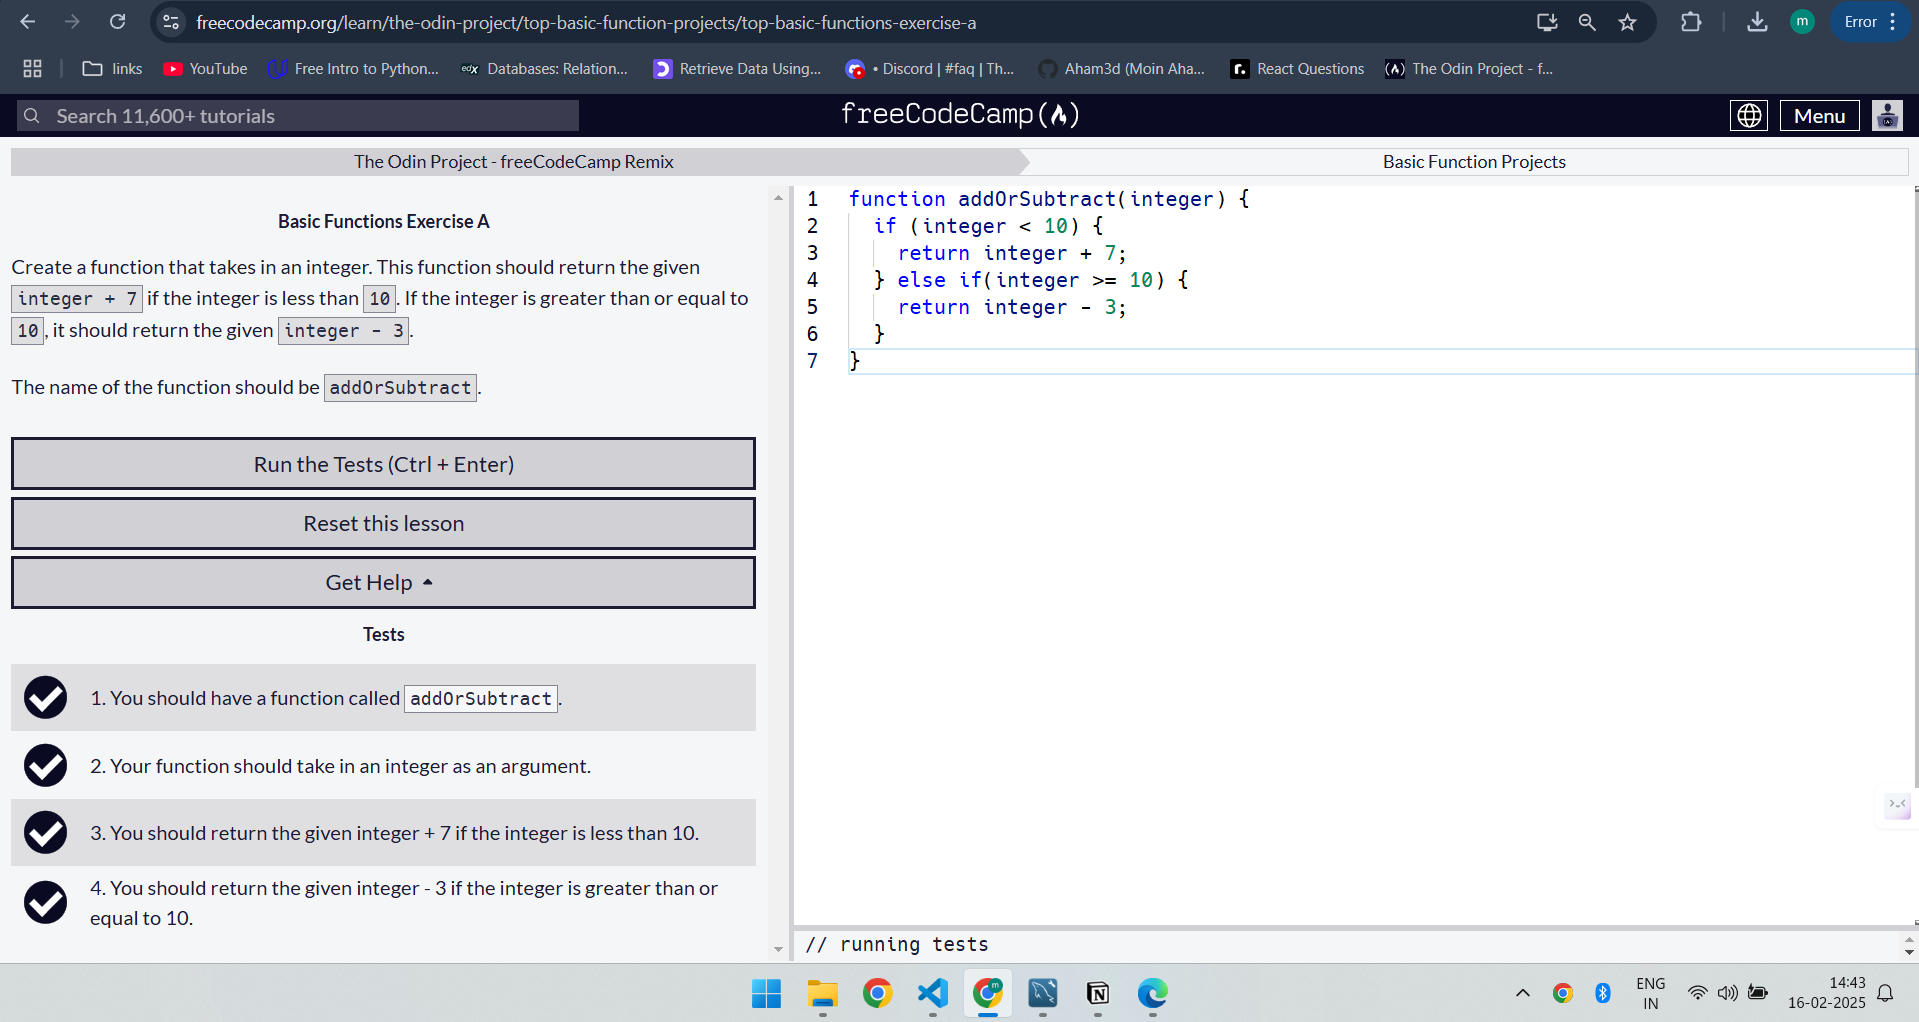 freecodecamp.org/learn/the-odin-project/top-basic-function-projects/top-basic-functions-exercise-a
m
Error
links
YouTube
Free Intro to Python...
edX
Databases: Relation...
Retrieve Data Using...
• Discord | #faq | Th...
Aham3d (Moin Aha...
r.
React Questions
The Odin Project - f...
Search 11,600+ tutorials
freeCodeCamp
Menu
The Odin Project - freeCodeCamp Remix
Basic Function Projects
Basic Functions Exercise A
Create a function that takes in an integer. This function should return the given
integer + 7 if the integer is less than 10. If the integer is greater than or equal to
10, it should return the given integer - 3.
The name of the function should be addOrSubtract.
Run the Tests (Ctrl + Enter)
Reset this lesson
Get Help
Tests
1. You should have a function called addOrSubtract.
2. Your function should take in an integer as an argument.
3. You should return the given integer + 7 if the integer is less than 10.
4. You should return the given integer - 3 if the integer is greater than or
equal to 10.
1 function addOrSubtract(integer) {
2 if (integer < 10) {
3 return integer + 7;
4 } else if(integer >= 10) {
5 return integer - 3;
6 }
7 }
// running tests
ENG
IN
14:43
16-02-2025